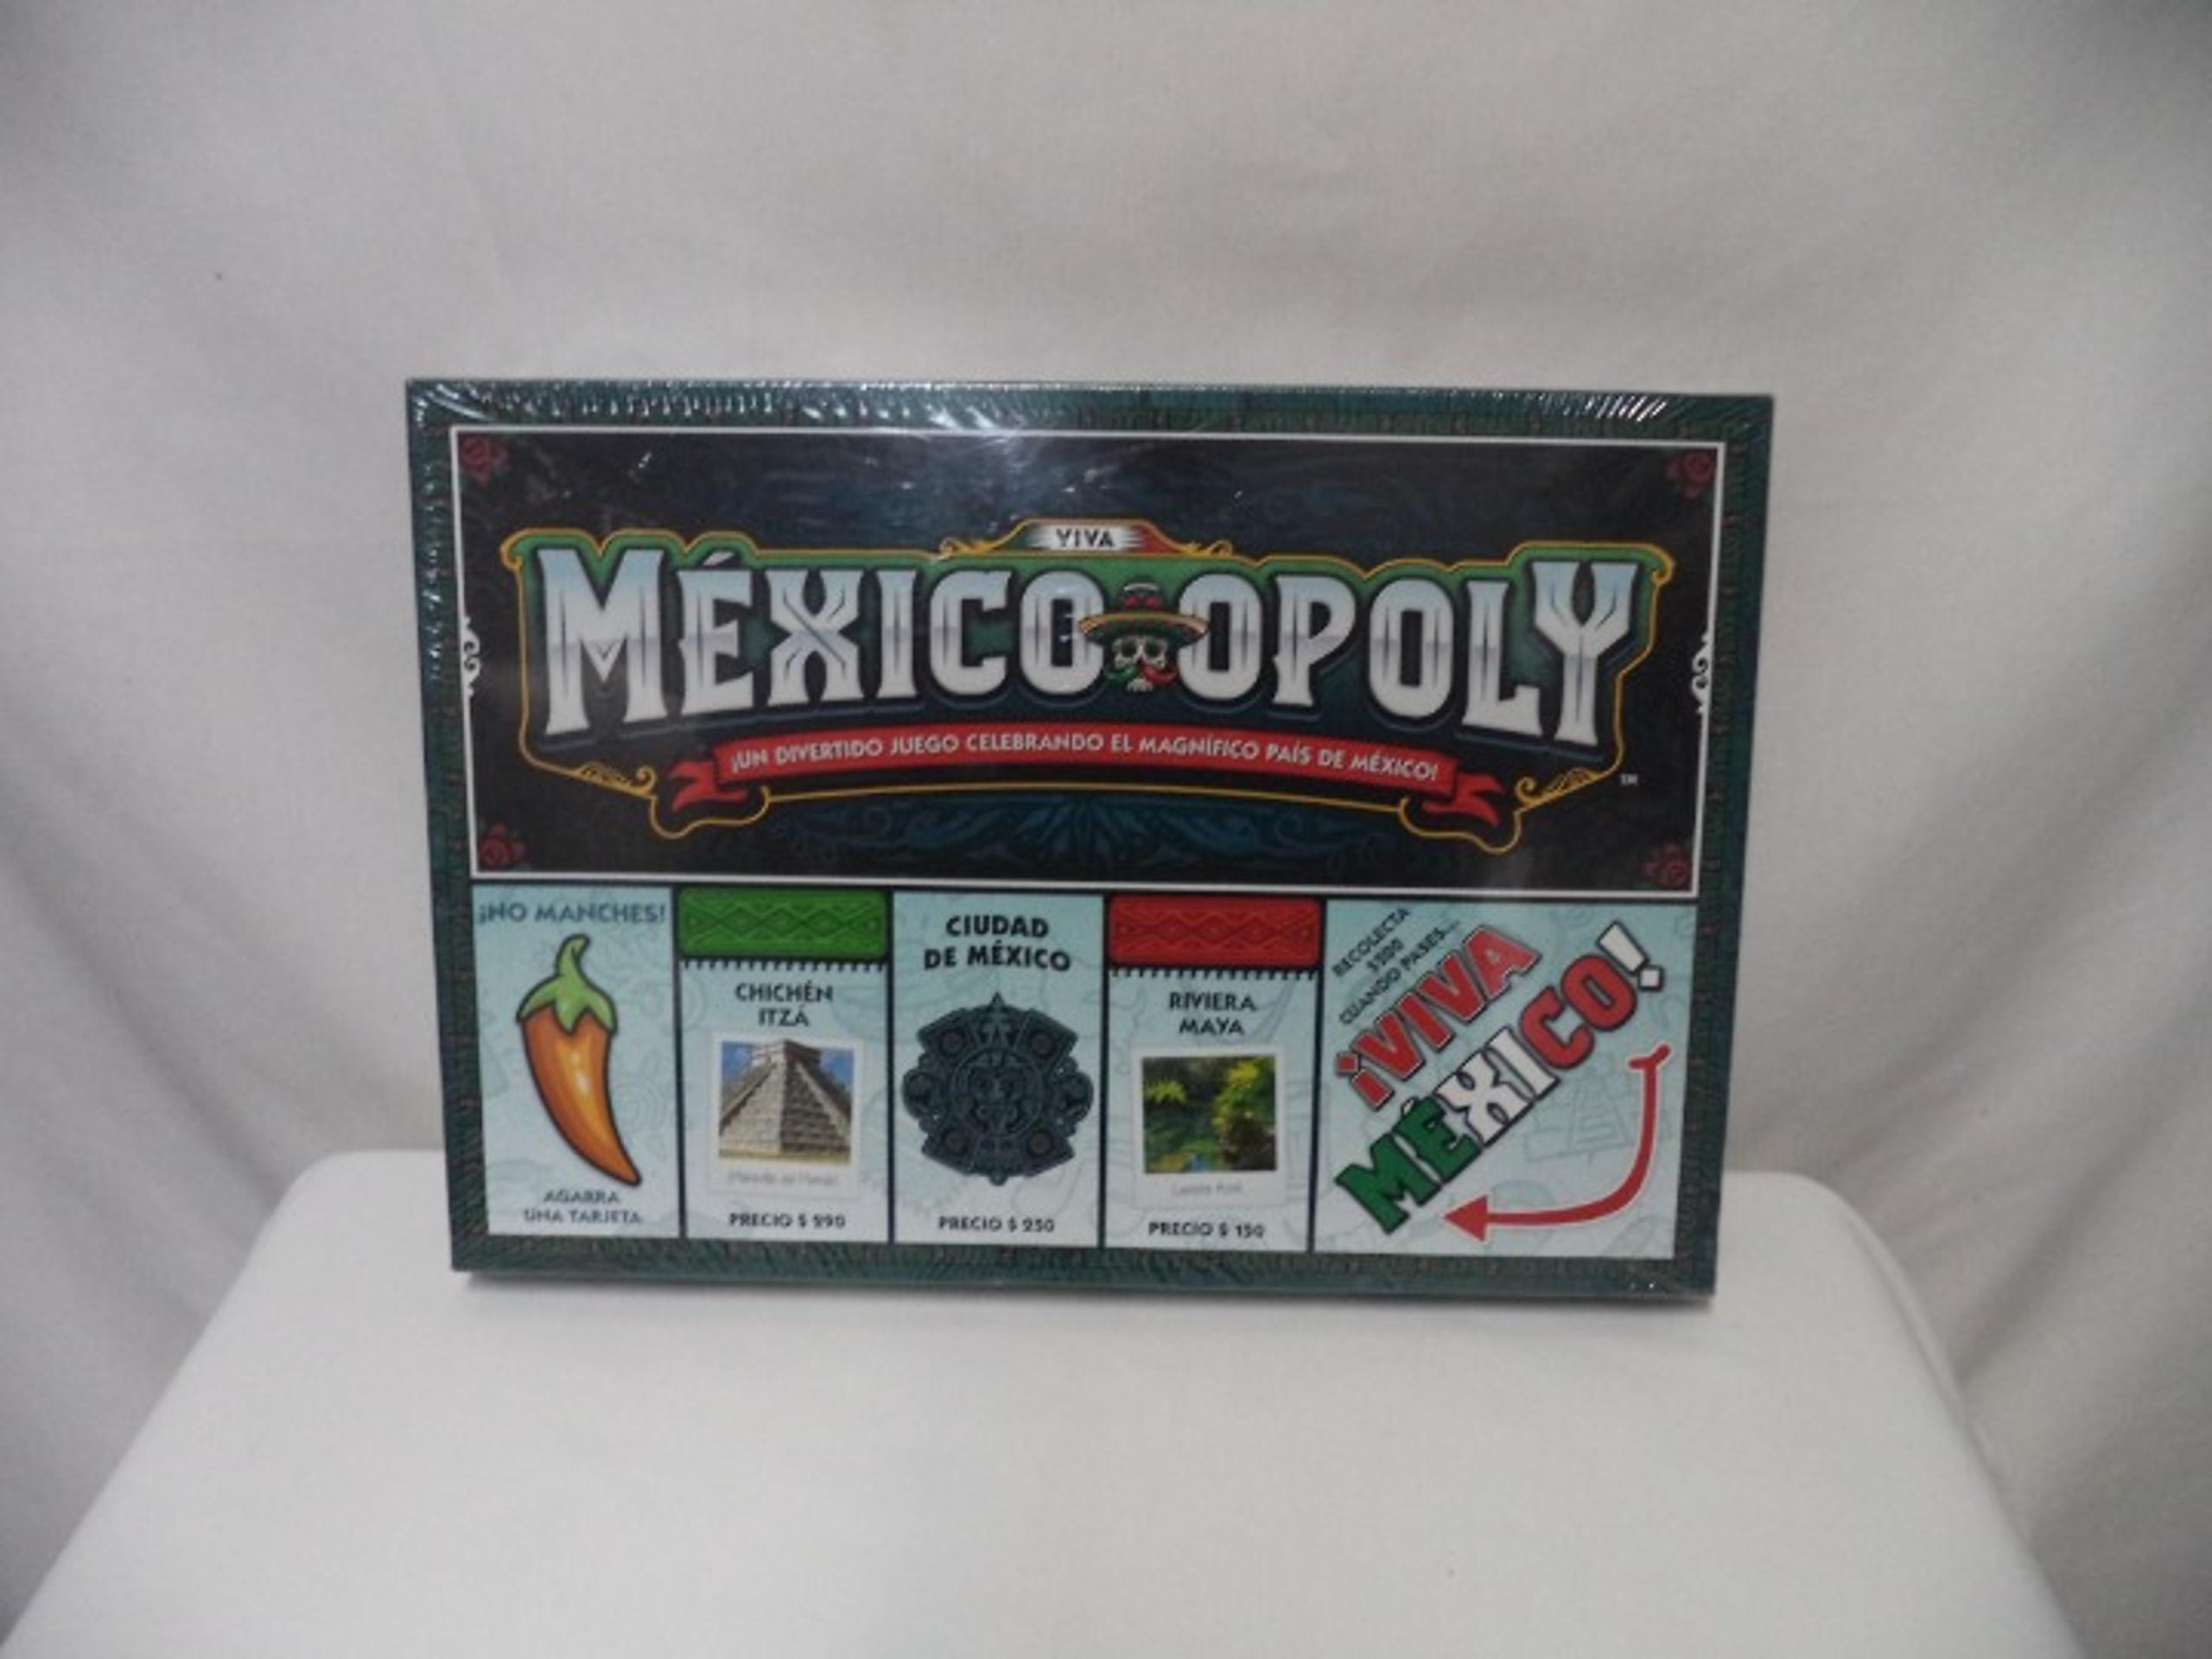 VIVA
MÉXICO OPOLY
¡UN DIVERTIDO JUEGO CELEBRANDO EL MAGNÍFICO PAÍS DE MÉXICO!
¡NO MANCHES!
AGARRA
UNA TARJETA
CHICHÉN
ITZÁ
PRECIO $ 290
CIUDAD
DE MÉXICO
PRECIO $ 250
RIVIERA
MAYA
PRECIO $ 150
RECOLECTA
$200
CUANDO PASES...
¡VIVA
MÉXICO!